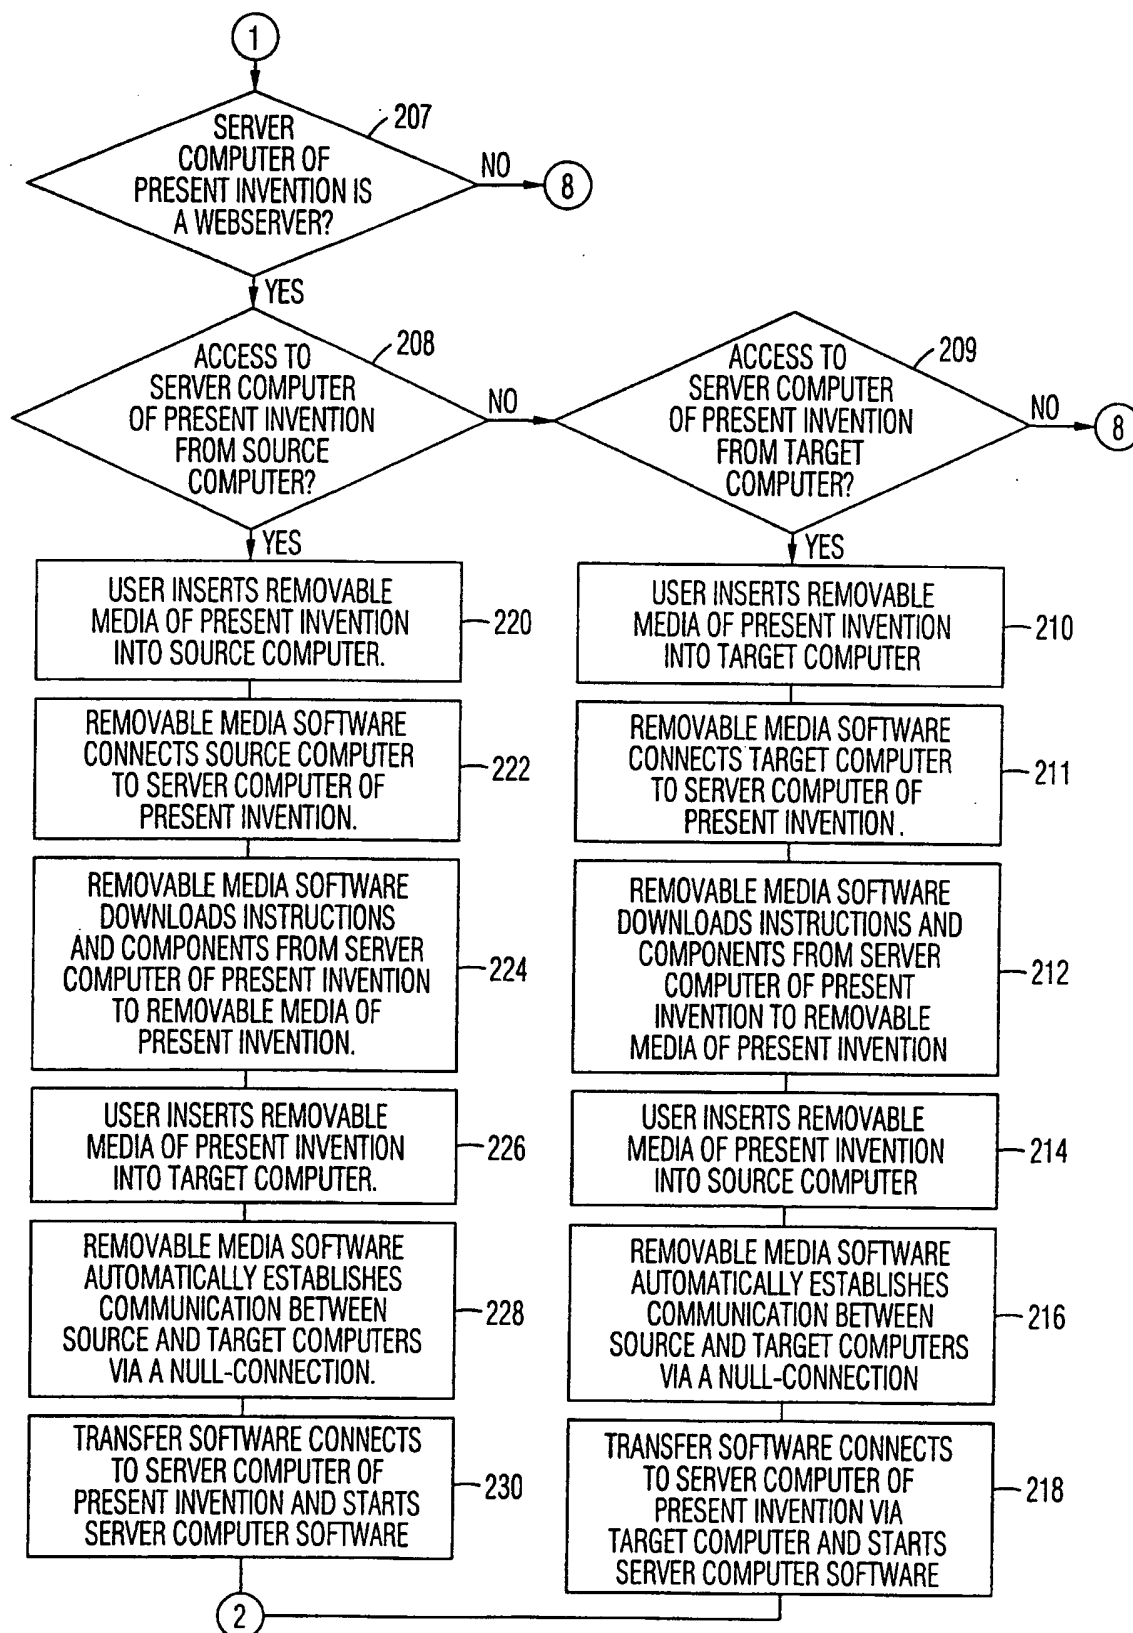 1
SERVER
COMPUTER OF
PRESENT INVENTION IS
A WEBSERVER?
207
NO
8
YES
ACCESS TO
SERVER COMPUTER
OF PRESENT INVENTION
FROM SOURCE
COMPUTER?
208
NO
ACCESS TO
SERVER COMPUTER
OF PRESENT INVENTION
FROM TARGET
COMPUTER?
209
NO
8
YES
USER INSERTS REMOVABLE
MEDIA OF PRESENT INVENTION
INTO SOURCE COMPUTER.
220
REMOVABLE MEDIA SOFTWARE
CONNECTS SOURCE COMPUTER
TO SERVER COMPUTER OF
PRESENT INVENTION.
222
REMOVABLE MEDIA SOFTWARE
DOWNLOADS INSTRUCTIONS
AND COMPONENTS FROM SERVER
COMPUTER OF PRESENT INVENTION
TO REMOVABLE MEDIA OF
PRESENT INVENTION.
224
USER INSERTS REMOVABLE
MEDIA OF PRESENT INVENTION
INTO TARGET COMPUTER.
226
REMOVABLE MEDIA SOFTWARE
AUTOMATICALLY ESTABLISHES
COMMUNICATION BETWEEN
SOURCE AND TARGET COMPUTERS
VIA A NULL-CONNECTION.
228
TRANSFER SOFTWARE CONNECTS
TO SERVER COMPUTER OF
PRESENT INVENTION AND STARTS
SERVER COMPUTER SOFTWARE
230
YES
USER INSERTS REMOVABLE
MEDIA OF PRESENT INVENTION
INTO TARGET COMPUTER
210
REMOVABLE MEDIA SOFTWARE
CONNECTS TARGET COMPUTER
TO SERVER COMPUTER OF
PRESENT INVENTION .
211
REMOVABLE MEDIA SOFTWARE
DOWNLOADS INSTRUCTIONS AND
COMPONENTS FROM SERVER
COMPUTER OF PRESENT
INVENTION TO REMOVABLE
MEDIA OF PRESENT INVENTION
212
USER INSERTS REMOVABLE
MEDIA OF PRESENT INVENTION
INTO SOURCE COMPUTER
214
REMOVABLE MEDIA SOFTWARE
AUTOMATICALLY ESTABLISHES
COMMUNICATION BETWEEN
SOURCE AND TARGET COMPUTERS
VIA A NULL-CONNECTION
216
TRANSFER SOFTWARE CONNECTS
TO SERVER COMPUTER OF
PRESENT INVENTION VIA
TARGET COMPUTER AND STARTS
SERVER COMPUTER SOFTWARE
218
2